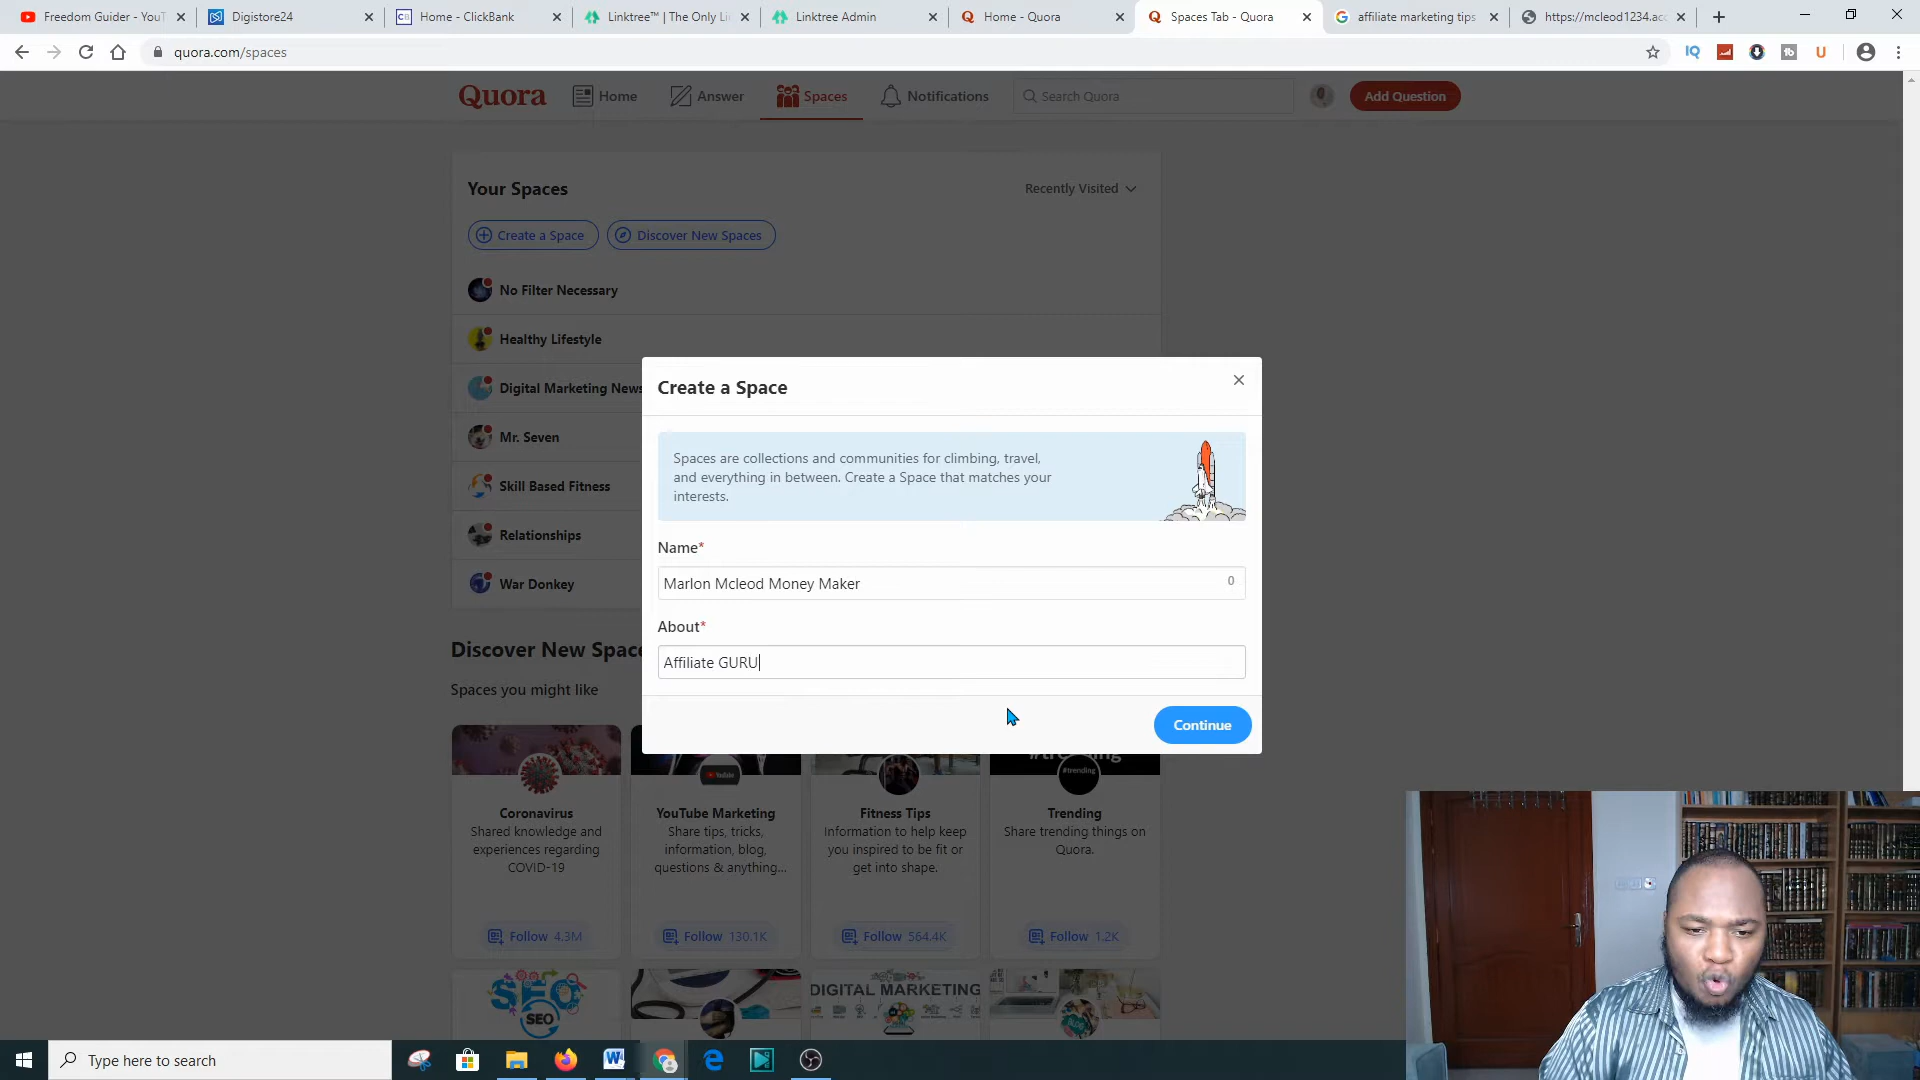 Freedom Guider - YouT
Digistore24
Home - ClickBank
Linktree™ | The Only Li
Linktree Admin
Home - Quora
Spaces Tab - Quora
affiliate marketing tips
https://mcleod1234.ac
quora.com/spaces
Quora
Home
Answer
Spaces
Notifications
Search Quora
Add Question
Your Spaces
Recently Visited
Create a Space
Discover New Spaces
No Filter Necessary
Healthy Lifestyle
Digital Marketing News
Mr. Seven
Skill Based Fitness
Relationships
War Donkey
Create a Space
Spaces are collections and communities for climbing, travel,
and everything in between. Create a Space that matches your
interests.
Name*
Marlon Mcleod Money Maker
0
About*
Affiliate GURU
Continue
Discover New Space
Spaces you might like
Coronavirus
Shared knowledge and
experiences regarding
COVID-19
Follow 4.3M
YouTube
YouTube Marketing
Share tips, tricks,
information, blog,
questions & anything...
Follow 130.1K
Fitness Tips
Information to help keep
you inspired to be fit or
get into shape.
Follow 564.4K
#trending
#trending
Trending
Share trending things on
Quora.
Follow 1.2K
SEO
SEO
DIGITAL MARKETING
BLOG
Type here to search